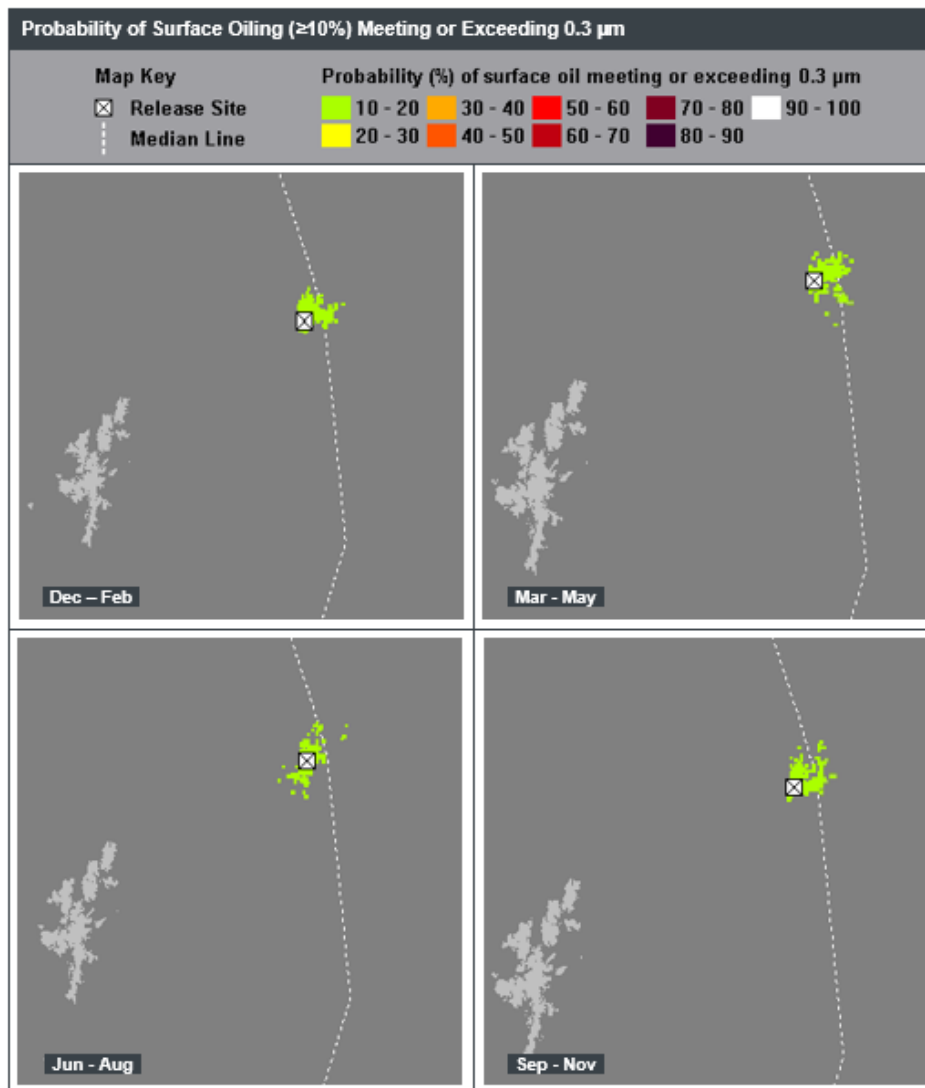 Probability of Surface Oiling (≥10%) Meeting or Exceeding 0.3 µm
Map Key
Release Site
Median Line
Probability (%) of surface oil meeting or exceeding 0.3 µm
10 - 20 30 - 40 50 - 60 70 - 80 90 - 100
20 - 30 40 - 50 60 - 70 80 - 90
Dec – Feb
Mar - May
Jun - Aug
Sep - Nov